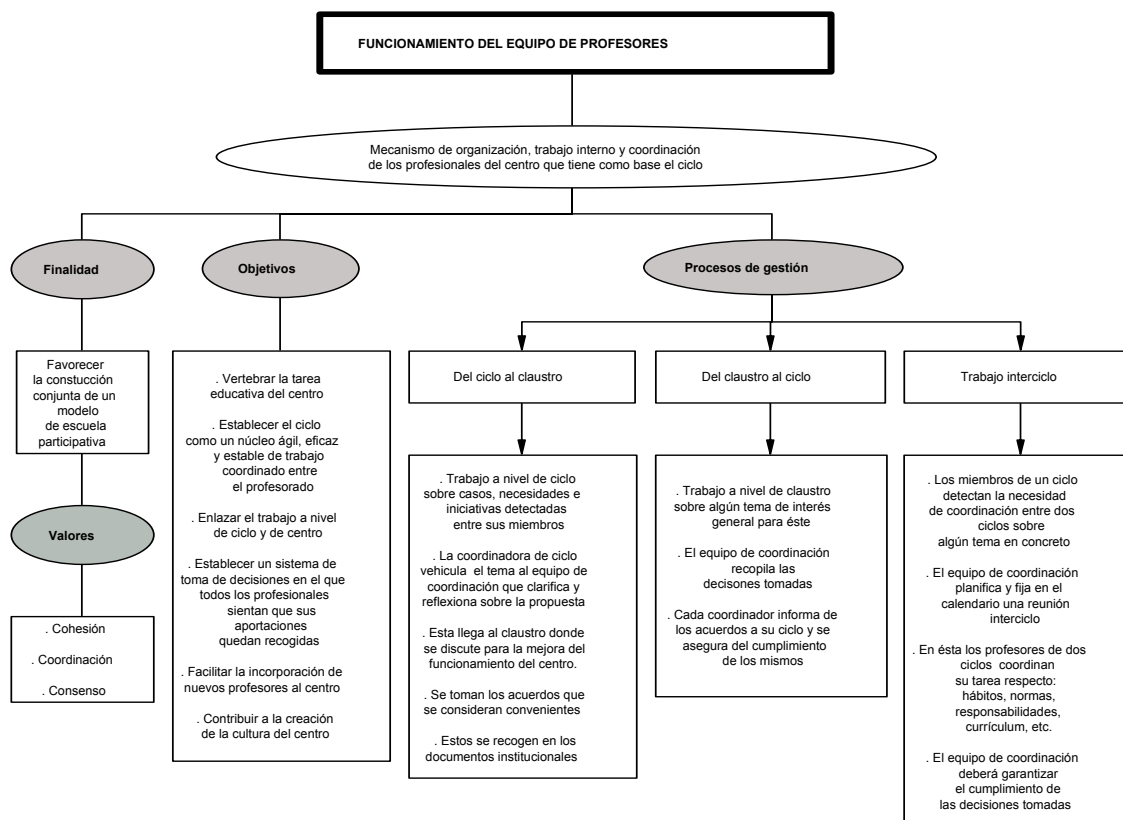 FUNCIONAMIENTO DEL EQUIPO DE PROFESORES
Mecanismo de organización, trabajo interno y coordinación
de los profesionales del centro que tiene como base el ciclo
Finalidad
Objetivos
Procesos de gestión
Favorecer
la constucción
conjunta de un
modelo
de escuela
participativa
Valores
. Cohesión
. Coordinación
. Consenso
. Vertebrar la tarea
educativa del centro
. Establecer el ciclo
como un núcleo ágil, eficaz
y estable de trabajo
coordinado entre
el profesorado
. Enlazar el trabajo a nivel
de ciclo y de centro
. Establecer un sistema de
toma de decisiones en el que
todos los profesionales
sientan que sus
aportaciones
quedan recogidas
. Facilitar la incorporación de
nuevos profesores al centro
. Contribuir a la creación
de la cultura del centro
Del ciclo al claustro
. Trabajo a nivel de ciclo
sobre casos, necesidades e
iniciativas detectadas
entre sus miembros
. La coordinadora de ciclo
vehicula el tema al equipo de
coordinación que clarifica y
reflexiona sobre la propuesta
. Esta llega al claustro donde
se discute para la mejora del
funcionamiento del centro.
. Se toman los acuerdos que
se consideran convenientes
. Estos se recogen en los
documentos institucionales
Del claustro al ciclo
. Trabajo a nivel de claustro
sobre algún tema de interés
general para éste
. El equipo de coordinación
recopila las
decisiones tomadas
. Cada coordinador informa de
los acuerdos a su ciclo y se
asegura del cumplimiento
de los mismos
Trabajo interciclo
. Los miembros de un ciclo
detectan la necesidad
de coordinación entre dos
ciclos sobre
algún tema en concreto
. El equipo de coordinación
planifica y fija en el
calendario una reunión
interciclo
. En ésta los profesores de dos
ciclos coordinan
su tarea respecto:
hábitos, normas,
responsabilidades,
currículum, etc.
. El equipo de coordinación
deberá garantizar
el cumplimiento de
las decisiones tomadas